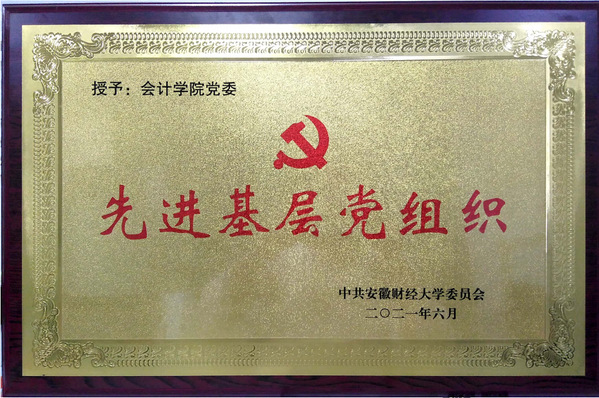 授予：会计学院党委
先进基层党组织
中共安徽财经大学委员会
二〇二一年六月